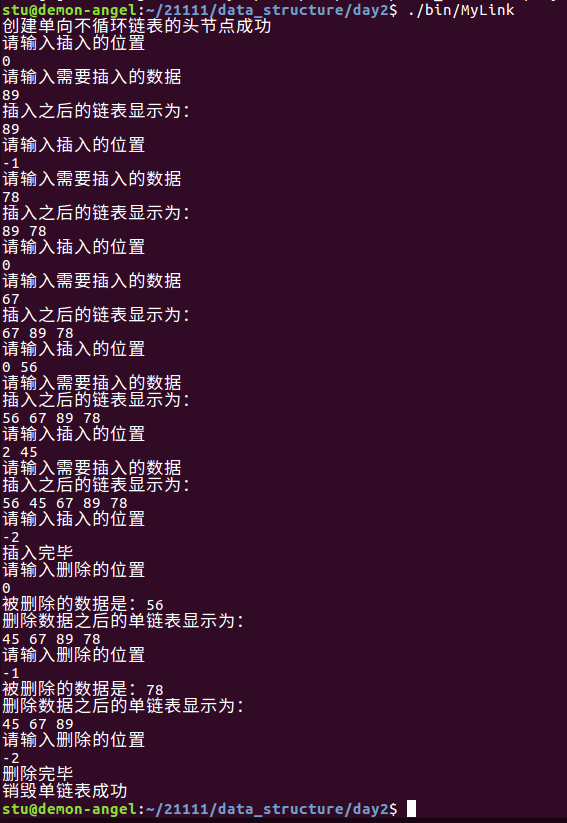 stu@demon-angel:~/21111/data_structure/day2$ ./bin/MyLink
创建单向不循环链表的头节点成功
请输入插入的位置
0
请输入需要插入的数据
89
插入之后的链表显示为：
89
请输入插入的位置
-1
请输入需要插入的数据
78
插入之后的链表显示为：
89 78
请输入插入的位置
0
请输入需要插入的数据
67
插入之后的链表显示为：
67 89 78
请输入插入的位置
0 56
请输入需要插入的数据
插入之后的链表显示为：
56 67 89 78
请输入插入的位置
2 45
请输入需要插入的数据
插入之后的链表显示为：
56 45 67 89 78
请输入插入的位置
-2
插入完毕
请输入删除的位置
0
被删除的数据是：56
删除数据之后的单链表显示为：
45 67 89 78
请输入删除的位置
-1
被删除的数据是：78
删除数据之后的单链表显示为：
45 67 89
请输入删除的位置
-2
删除完毕
销毁单链表成功
stu@demon-angel:~/21111/data_structure/day2$